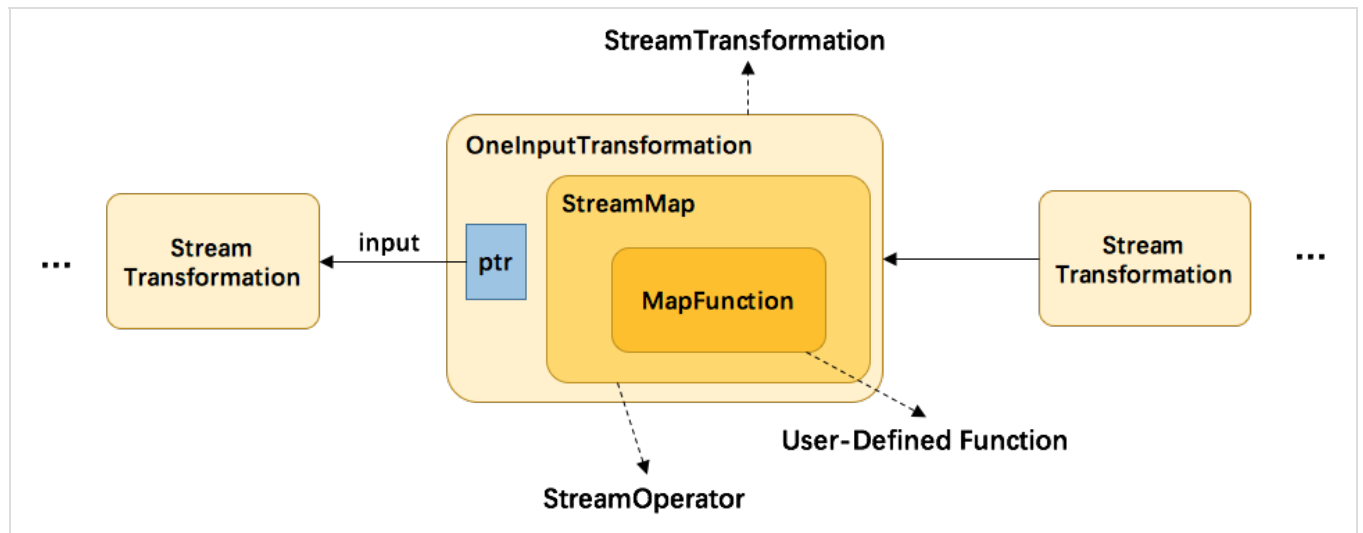 StreamTransformation
OneInputTransformation
StreamMap
Stream
Transformation
input
ptr
MapFunction
Stream
Transformation
...
...
User-Defined Function
StreamOperator